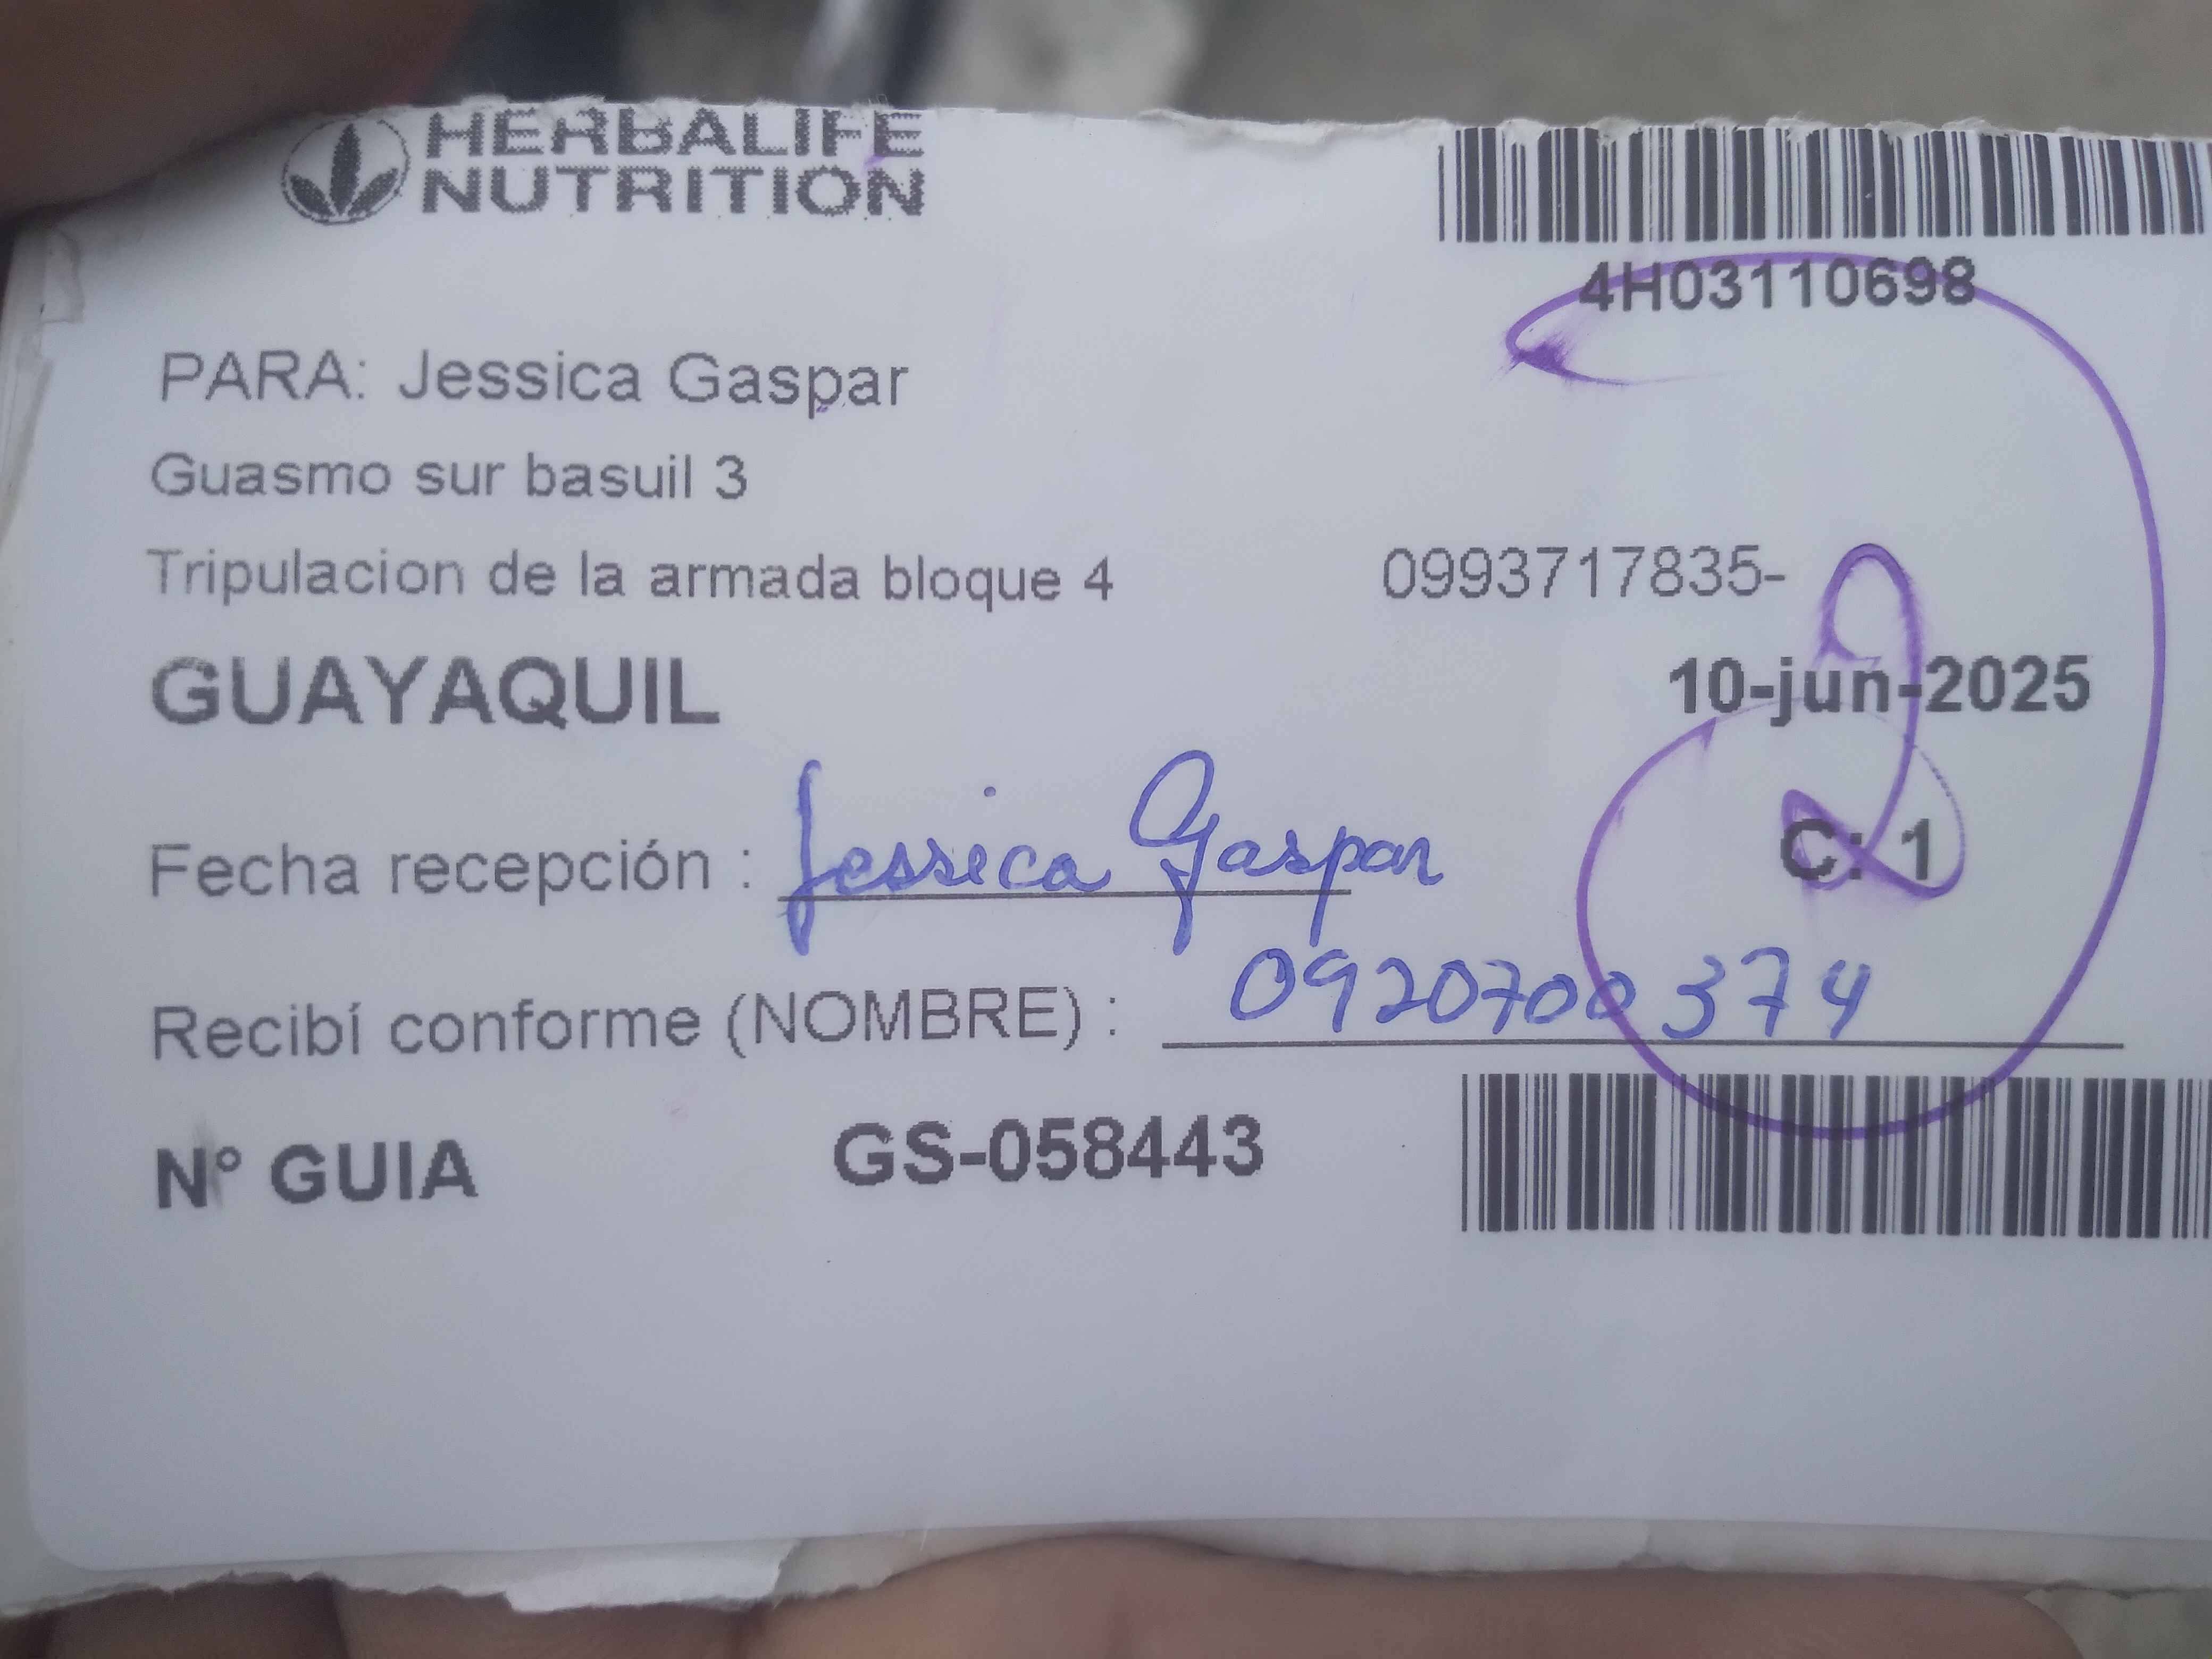 HERBALIFE
NUTRITION
4H03110698
PARA: Jessica Gaspar
Guasmo sur basuil 3
Tripulacion de la armada bloque 4 0993717835-
GUAYAQUIL 10-jun-2025
C: 1
Fecha recepción : Jessica Gaspar
Recibí conforme (NOMBRE) : 0920700374
N° GUIA GS-058443